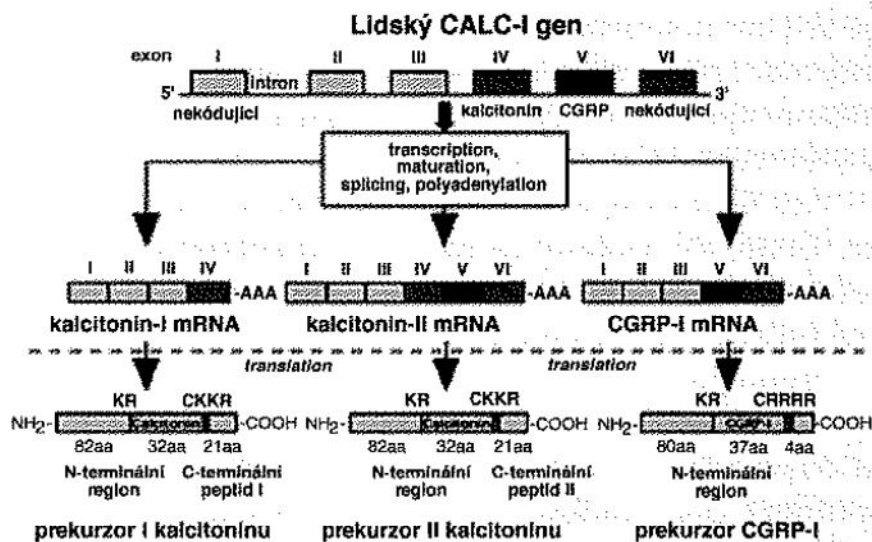 Lidský CALC-I gen
exon I II III IV V VI
5' intron 3'
nekódující kalcitonin CGRP nekódující
transcription,
maturation,
splicing, polyadenylation
I II III IV I II III IV V VI I II III V VI
-AAA -AAA -AAA
kalcitonin-I mRNA kalcitonin-II mRNA CGRP-I mRNA
translation translation
KR CKKR KR CKKR KR CRRRR
NH2- Calcitonin -COOH NH2- Calcitonin -COOH NH2- CGRP-I -COOH
82aa 32aa 21aa 82aa 32aa 21aa 80aa 37aa 4aa
N-terminální C-terminální N-terminální C-terminální N-terminální
region peptid I region peptid II region
prekurzor I kalcitonínu prekurzor II kalcitonínu prekurzor CGRP-I